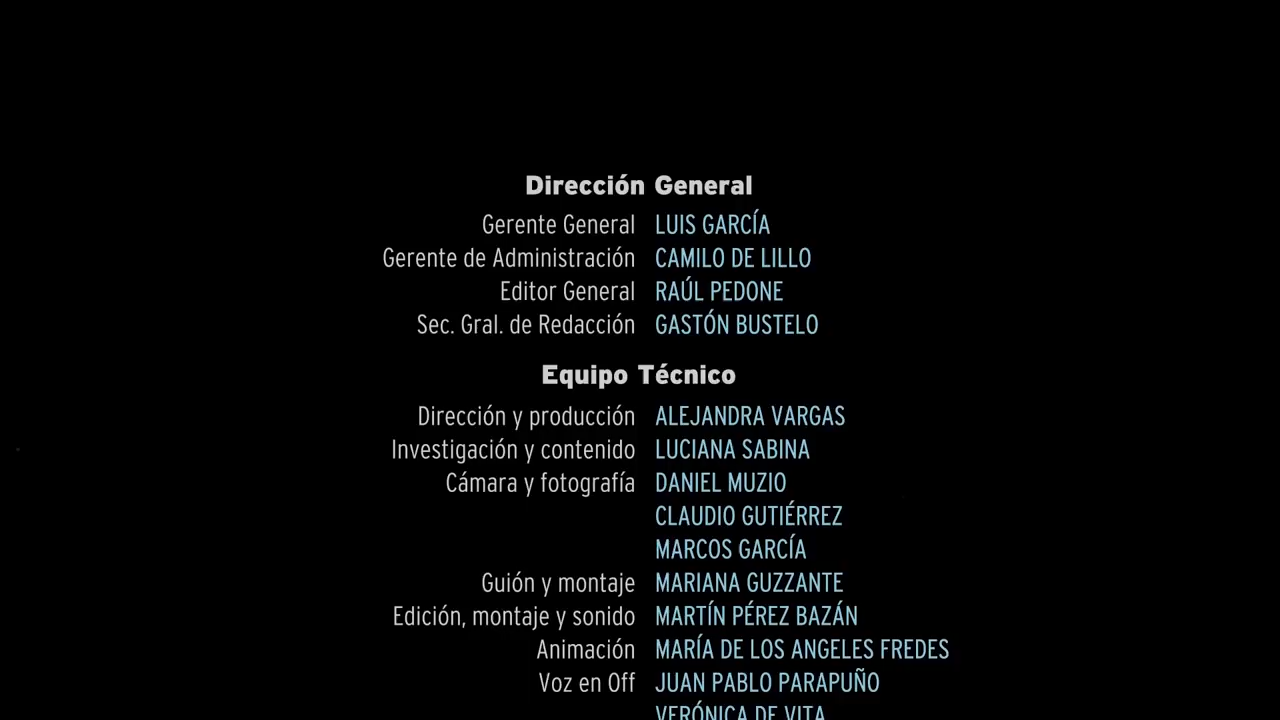 Dirección General
Gerente General LUIS GARCÍA
Gerente de Administración CAMILO DE LILLO
Editor General RAÚL PEDONE
Sec. Gral. de Redacción GASTÓN BUSTELO
Equipo Técnico
Dirección y producción ALEJANDRA VARGAS
Investigación y contenido LUCIANA SABINA
Cámara y fotografía DANIEL MUZIO
CLAUDIO GUTIÉRREZ
MARCOS GARCÍA
Guión y montaje MARIANA GUZZANTE
Edición, montaje y sonido MARTÍN PÉREZ BAZÁN
Animación MARÍA DE LOS ANGELES FREDES
Voz en Off JUAN PABLO PARAPUÑO
VERÓNICA DE VITA